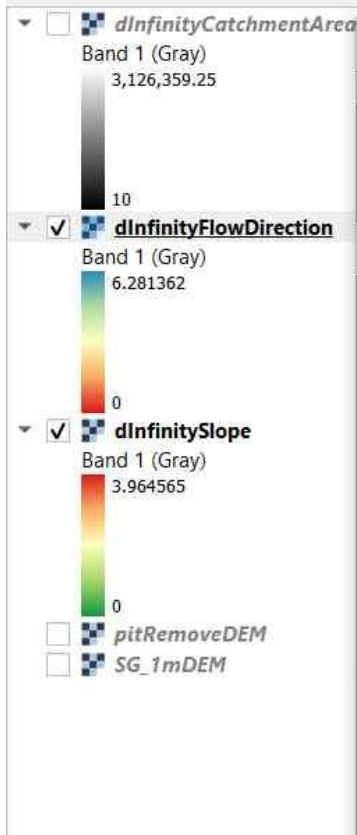 dInfinityCatchmentArea
Band 1 (Gray)
3,126,359.25
10
dInfinityFlowDirection
Band 1 (Gray)
6.281362
0
dInfinitySlope
Band 1 (Gray)
3.964565
0
pitRemoveDEM
SG_1mDEM